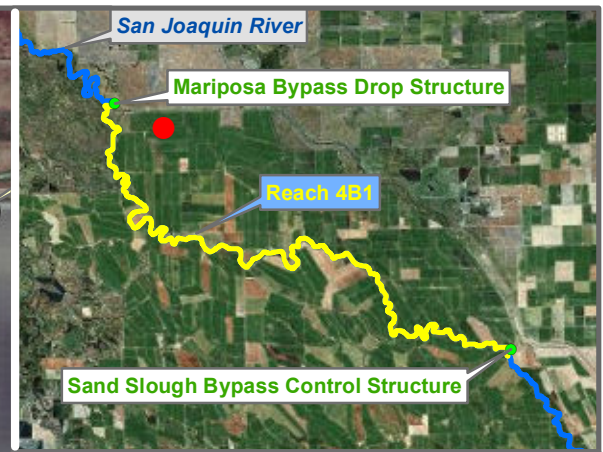 San Joaquin River
Mariposa Bypass Drop Structure
Reach 4B1
Sand Slough Bypass Control Structure